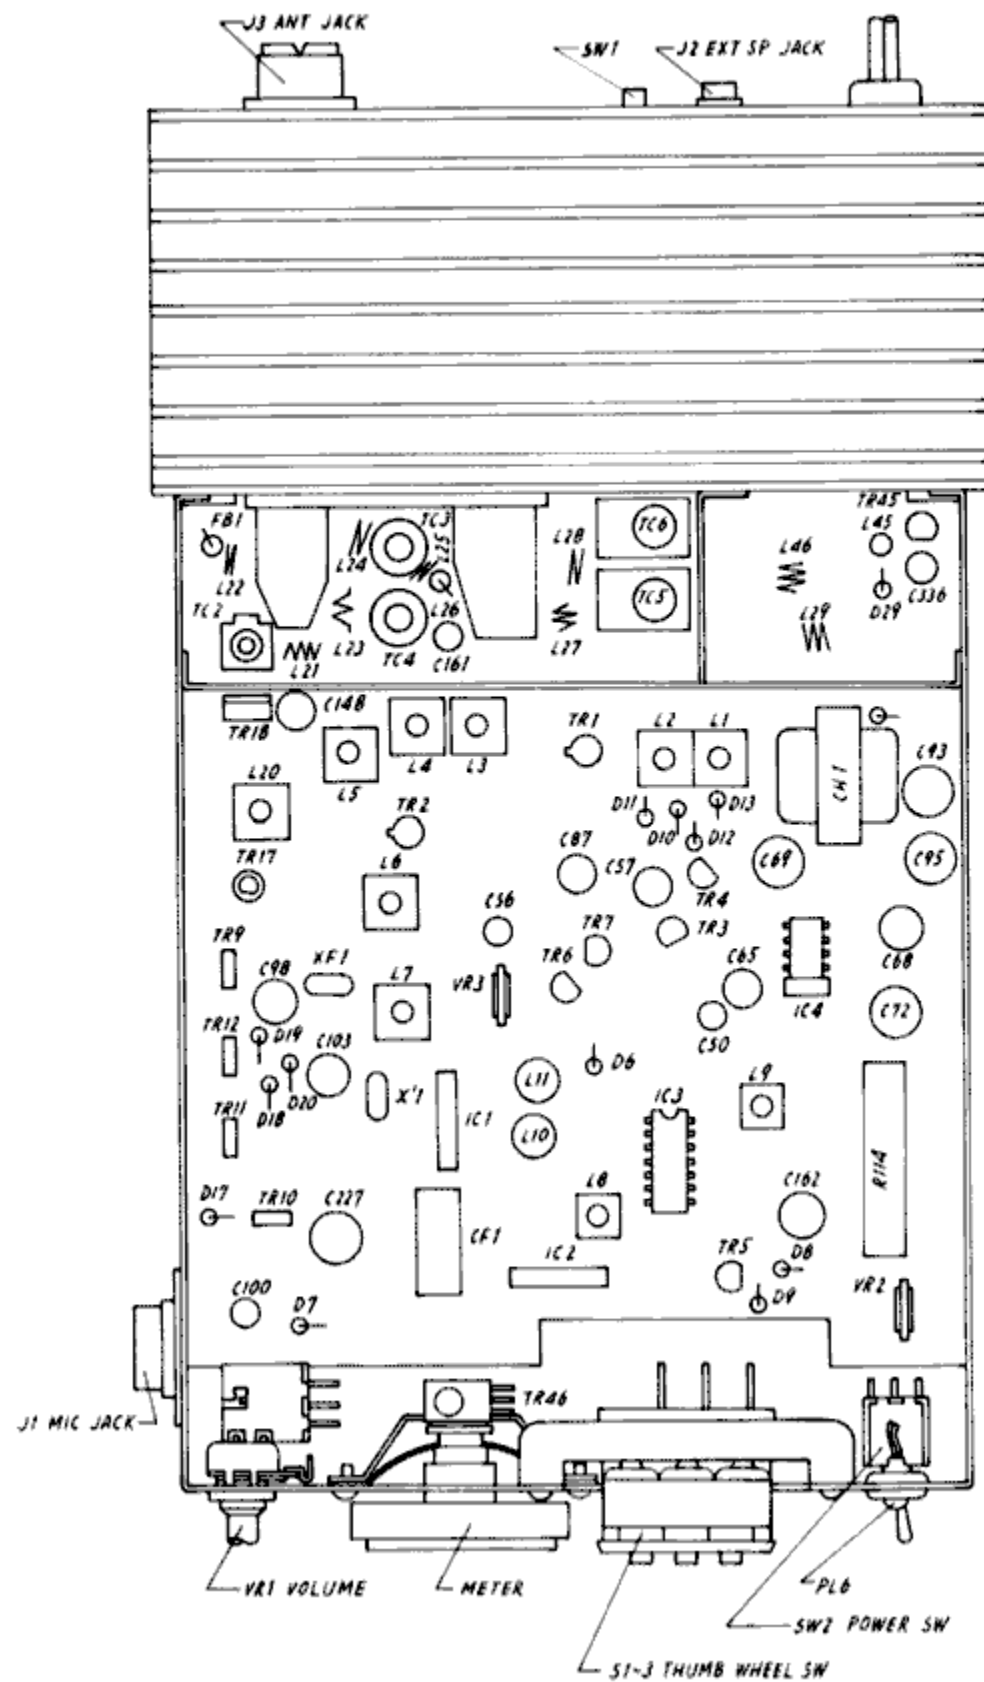 J3 ANT JACK
SW1
J2 EXT SP JACK
FB1
L22
TC2
L21
L24
L23
TC3
L25
L26
TC4
C161
L28
L27
TC6
TC5
L46
L29
TR45
L45
D29
C336
TR18
C148
L20
L5
L4
L3
TR1
L2
L1
CH1
C93
TR17
TR2
D11
D10
D13
D12
C87
C57
C69
C95
L6
TR4
C56
TR3
TR7
TR6
TR9
XF1
C98
L7
VR3
C65
C68
IC4
C72
C50
TR12
D19
C103
D18
D20
X'1
TR11
IC1
L11
L10
D6
IC3
L9
R114
D17
TR10
C227
CF1
L8
IC2
C162
TR5
D8
D9
VR2
C100
D7
J1 MIC JACK
TR46
VR1 VOLUME
METER
PL6
SW2 POWER SW
S1~3 THUMB WHEEL SW